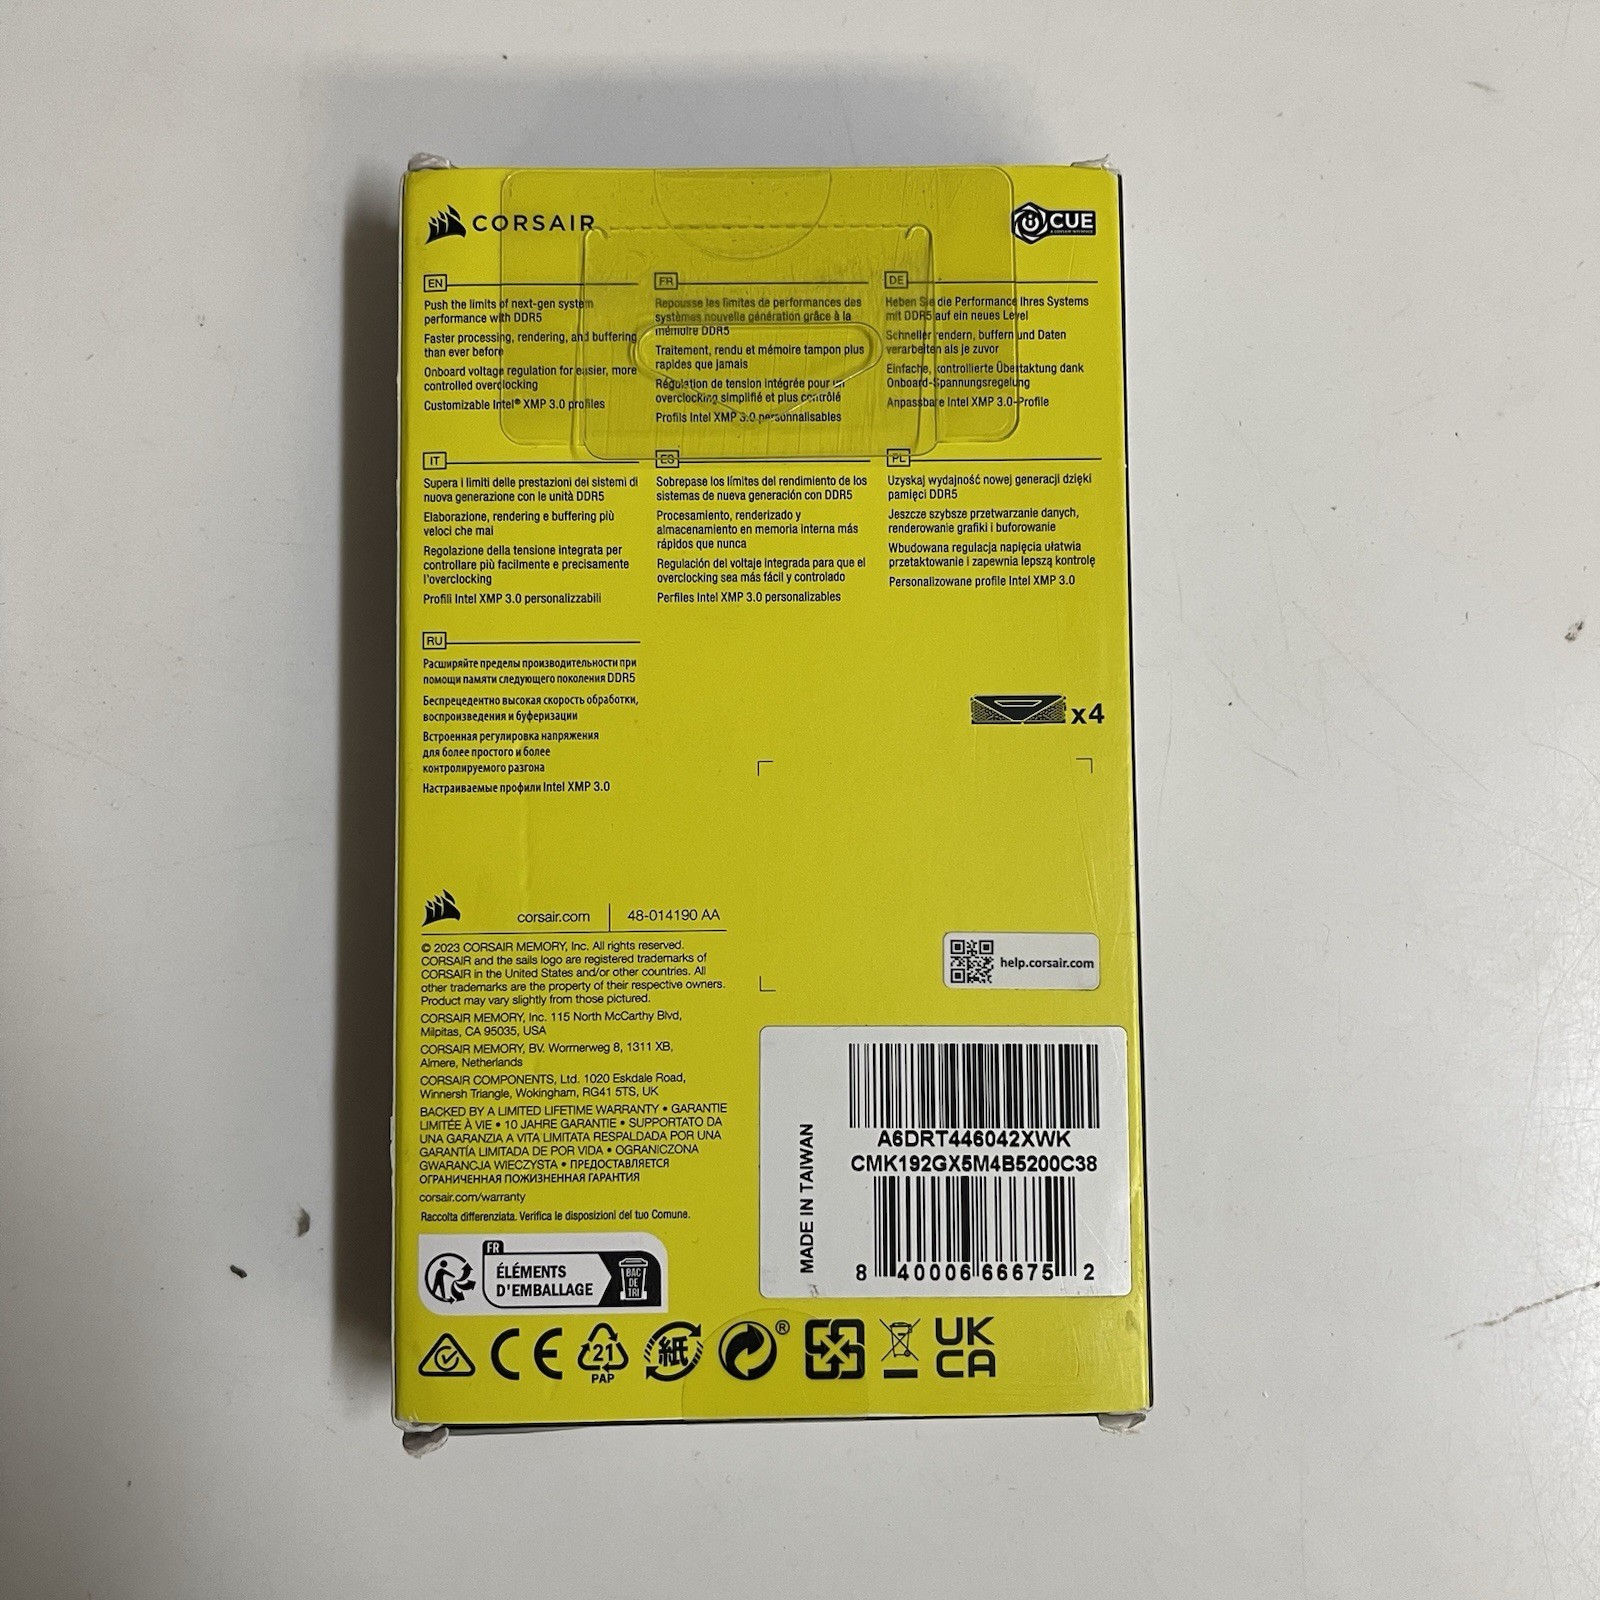 CORSAIR
iCUE
EN
Push the limits of next-gen system
performance with DDR5
Faster processing, rendering, and buffering
than ever before
Onboard voltage regulation for easier, more
controlled overclocking
Customizable Intel® XMP 3.0 profiles
FR
Repousse les limites de performances des
systèmes nouvelle génération grâce à la
mémoire DDR5
Traitement, rendu et mémoire tampon plus
rapides que jamais
Régulation de tension intégrée pour un
overclocking simplifié et plus contrôlé
Profils Intel XMP 3.0 personnalisables
DE
Heben Sie die Performance Ihres Systems
mit DDR5 auf ein neues Level
Schneller rendern, buffern und Daten
verarbeiten als je zuvor
Einfache, kontrollierte Übertaktung dank
Onboard-Spannungsregelung
Anpassbare Intel XMP 3.0-Profile
IT
Supera i limiti delle prestazioni dei sistemi di
nuova generazione con le unità DDR5
Elaborazione, rendering e buffering più
veloci che mai
Regolazione della tensione integrata per
controllare più facilmente e precisamente
l'overclocking
Profili Intel XMP 3.0 personalizzabili
ES
Sobrepase los límites del rendimiento de los
sistemas de nueva generación con DDR5
Procesamiento, renderizado y
almacenamiento en memoria interna más
rápidos que nunca
Regulación del voltaje integrada para que el
overclocking sea más fácil y controlado
Perfiles Intel XMP 3.0 personalizables
PL
Uzyskaj wydajność nowej generacji dzięki
pamięci DDR5
Jeszcze szybsze przetwarzanie danych,
renderowanie grafiki i buforowanie
Wbudowana regulacja napięcia ułatwia
przetaktowanie i zapewnia lepszą kontrolę
Personalizowane profile Intel XMP 3.0
RU
Расширяйте пределы производительности при
помощи памяти следующего поколения DDR5
Беспрецедентно высокая скорость обработки,
воспроизведения и буферизации
Встроенная регулировка напряжения
для более простого и более
контролируемого разгона
Настраиваемые профили Intel XMP 3.0
x4
corsair.com
48-014190 AA
© 2023 CORSAIR MEMORY, Inc. All rights reserved.
CORSAIR and the sails logo are registered trademarks of
CORSAIR in the United States and/or other countries. All
other trademarks are the property of their respective owners.
Product may vary slightly from those pictured.
CORSAIR MEMORY, Inc. 115 North McCarthy Blvd,
Milpitas, CA 95035, USA
CORSAIR MEMORY, BV. Wormerweg 8, 1311 XB,
Almere, Netherlands
CORSAIR COMPONENTS, Ltd. 1020 Eskdale Road,
Winnersh Triangle, Wokingham, RG41 5TS, UK
BACKED BY A LIMITED LIFETIME WARRANTY • GARANTIE
LIMITÉE À VIE • 10 JAHRE GARANTIE • SUPPORTATO DA
UNA GARANZIA A VITA LIMITATA RESPALDADA POR UNA
GARANTÍA LIMITADA DE POR VIDA • OGRANICZONA
GWARANCJA WIECZYSTA • ПРЕДОСТАВЛЯЕТСЯ
ОГРАНИЧЕННАЯ ПОЖИЗНЕННАЯ ГАРАНТИЯ
corsair.com/warranty
Raccolta differenziata. Verifica le disposizioni del tuo Comune.
help.corsair.com
MADE IN TAIWAN
A6DRT446042XWK
CMK192GX5M4B5200C38
8 40006 66675 2
FR
ÉLÉMENTS
D'EMBALLAGE
BAC
DE
TRI
CE
21
PAP
紙
®
UK
CA